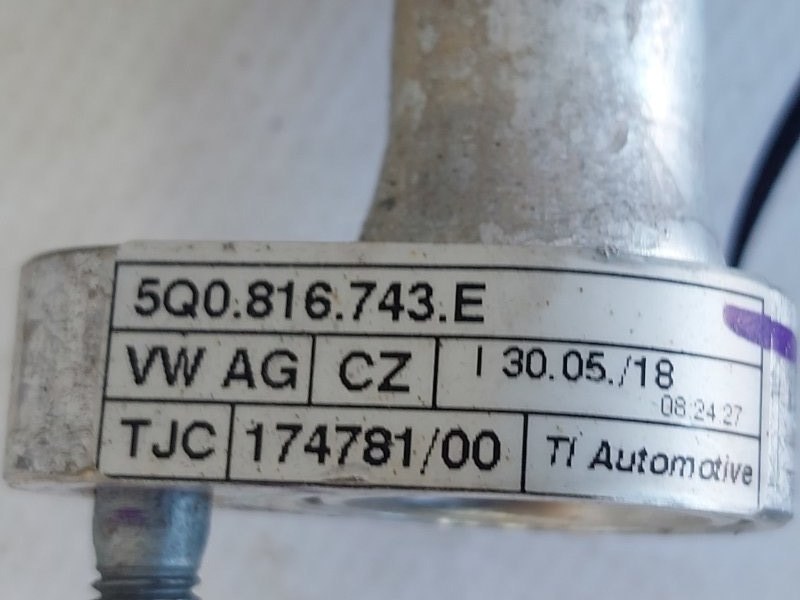 5Q0.816.743.E
VW AG CZ I 30.05./18
08:24:27
TJC 174781/00 TI Automotive